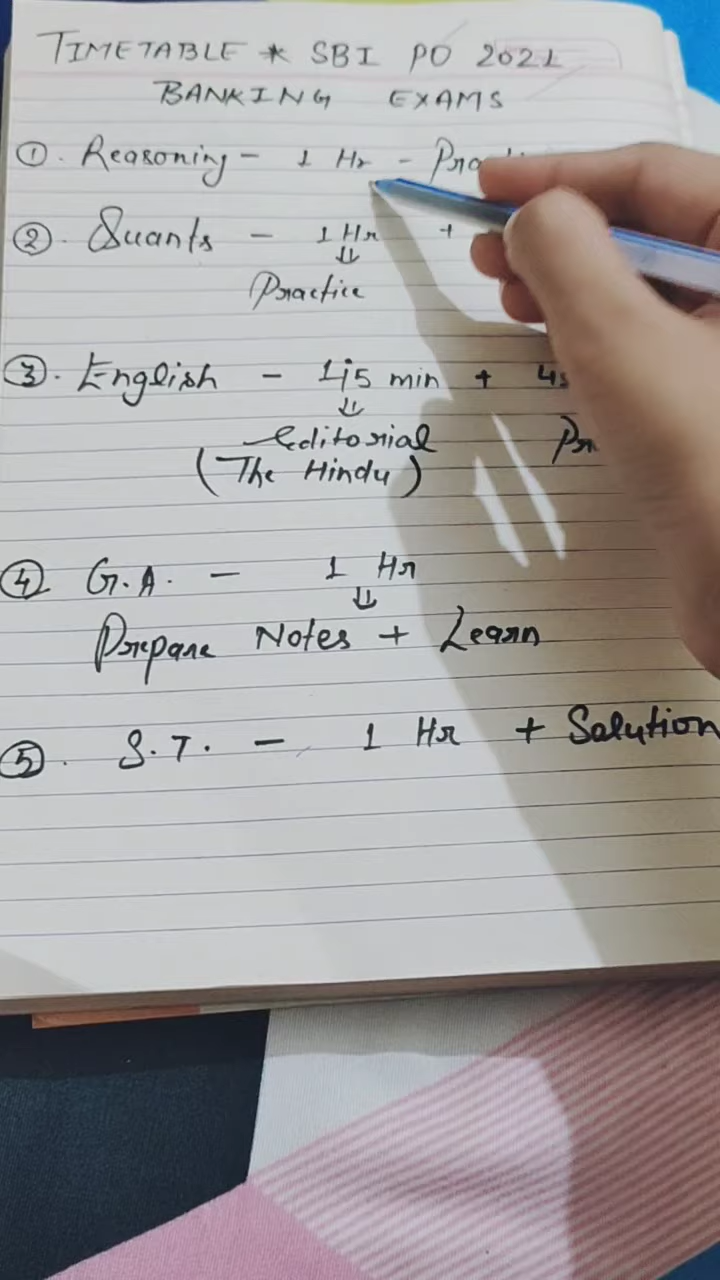 TIMETABLE * SBI PO 2021
BANKING EXAMS
① . Reasoning - 1 Hr -
② . Quants - 1 Hr +
⇓
Practice
③ . English - 15 min +
⇓
Editorial
(The Hindu)
④ G.A. - 1 Hr
⇓
Prepare Notes + Learn
⑤ . S.T. - 1 Hr + Solution